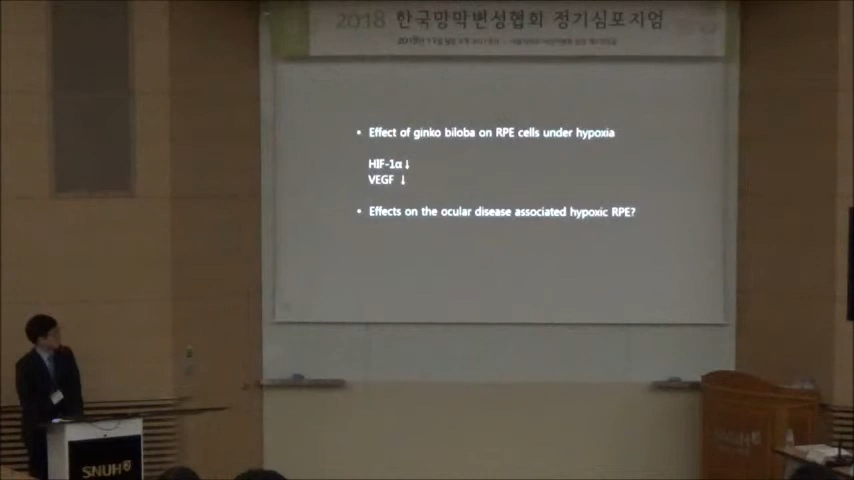 2018 한국망막변성협회 정기심포지엄
• Effect of ginko biloba on RPE cells under hypoxia
HIF-1α↓
VEGF ↓
• Effects on the ocular disease associated hypoxic RPE?
SNUH
SNUH